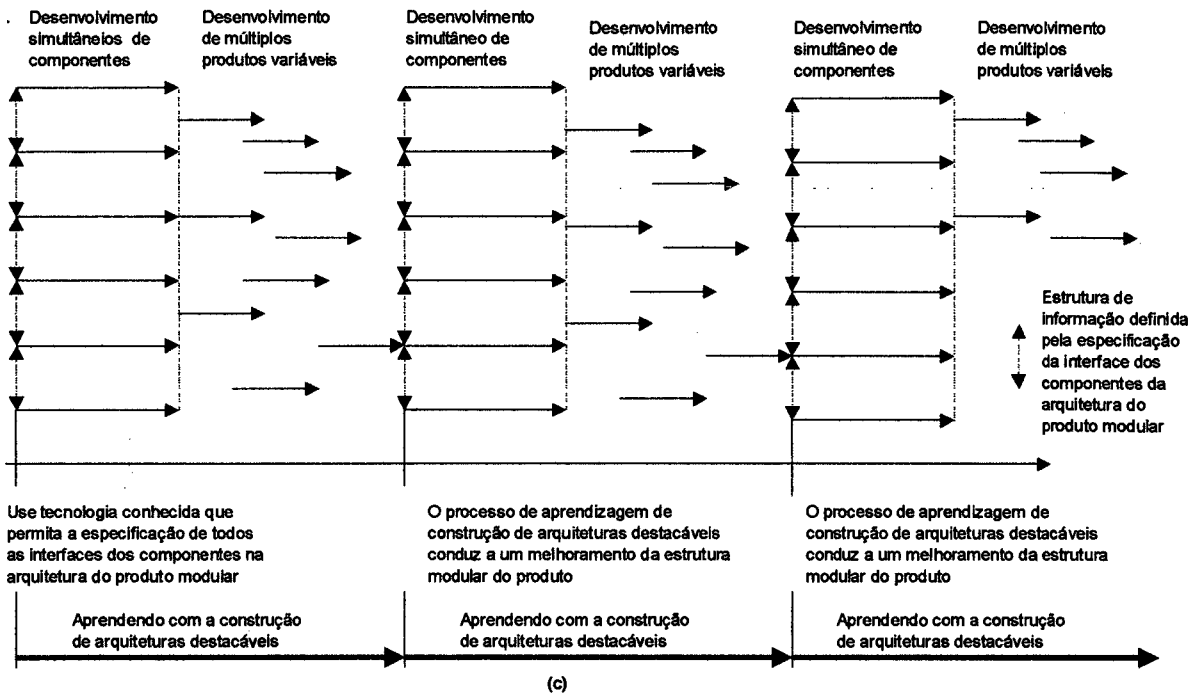 Desenvolvimento
simultâneios de
componentes
Desenvolvimento
de múltiplos
produtos variáveis
Desenvolvimento
simultâneo de
componentes
Desenvolvimento
de múltiplos
produtos variáveis
Desenvolvimento
simultâneo de
componentes
Desenvolvimento
de múltiplos
produtos variáveis
Estrutura de
informação definida
pela especificação
da interface dos
componentes da
arquitetura do
produto modular
Use tecnologia conhecida que
permita a especificação de todos
as interfaces dos componentes na
arquitetura do produto modular
O processo de aprendizagem de
construção de arquiteturas destacáveis
conduz a um melhoramento da estrutura
modular do produto
O processo de aprendizagem de
construção de arquiteturas destacáveis
conduz a um melhoramento da estrutura
modular do produto
Aprendendo com a construção
de arquiteturas destacáveis
Aprendendo com a construção
de arquiteturas destacáveis
Aprendendo com a construção
de arquiteturas destacáveis
(c)